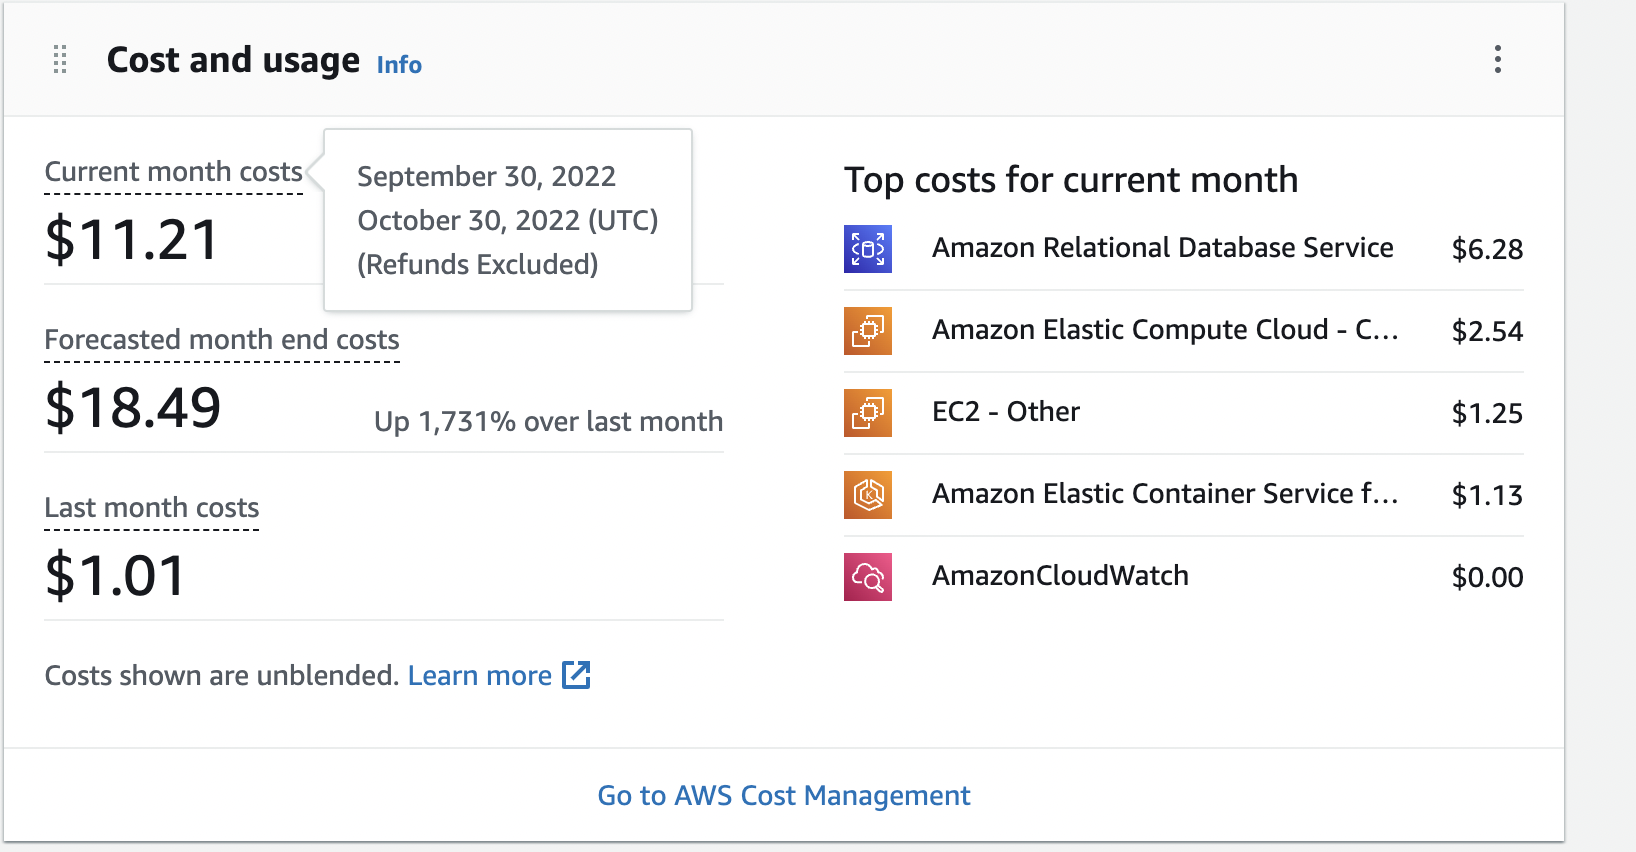 Cost and usage Info
Current month costs
$11.21
September 30, 2022
October 30, 2022 (UTC)
(Refunds Excluded)
Forecasted month end costs
$18.49
Up 1,731% over last month
Last month costs
$1.01
Costs shown are unblended. Learn more
Top costs for current month
Amazon Relational Database Service $6.28
Amazon Elastic Compute Cloud - C... $2.54
EC2 - Other $1.25
Amazon Elastic Container Service f... $1.13
AmazonCloudWatch $0.00
Go to AWS Cost Management